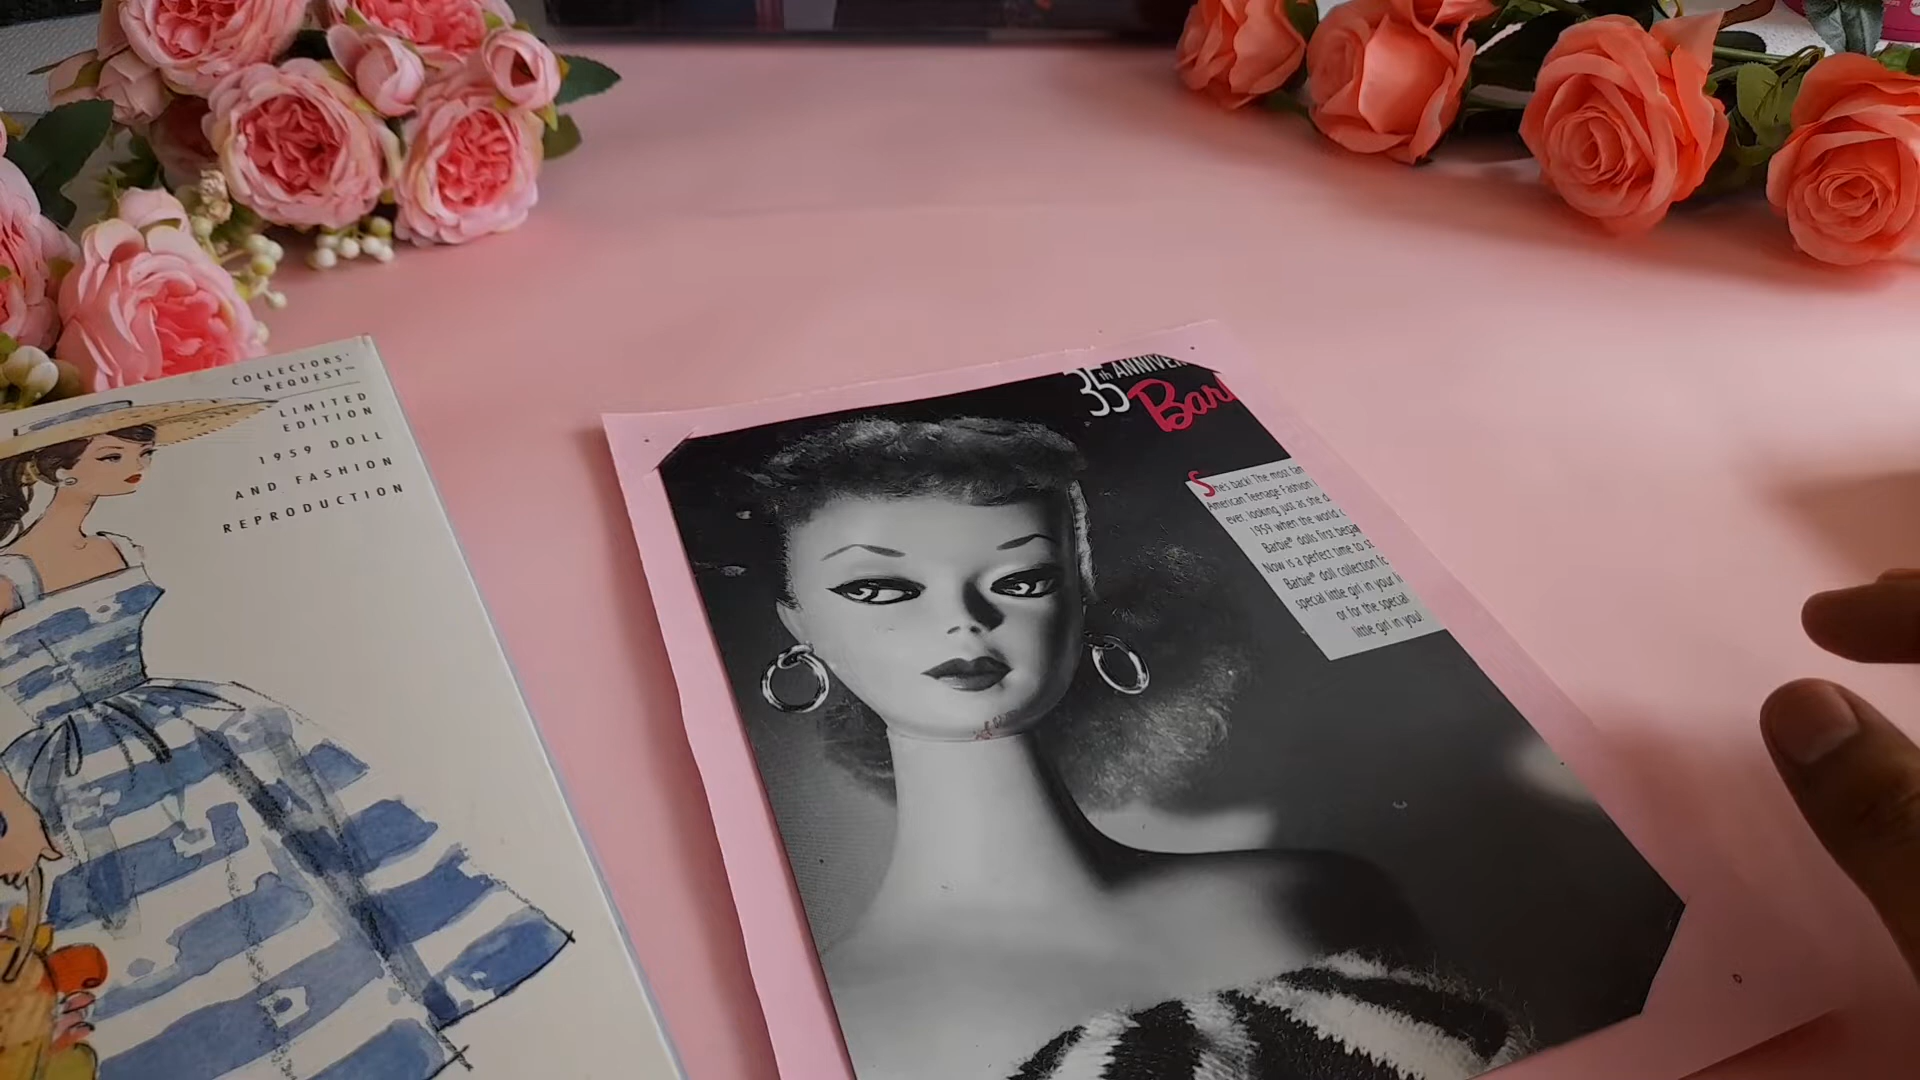 COLLECTORS'
REQUEST™
LIMITED
EDITION
1959 DOLL
AND FASHION
REPRODUCTION
35th ANNIVER
Bar
She's back! The most fam
American Teenage Fashion
ever, looking just as she d
1959 when the world
Barbie® dolls first began
Now is a perfect time to st
Barbie® doll collection fo
special little girl in your li
or for the special
little girl in you!